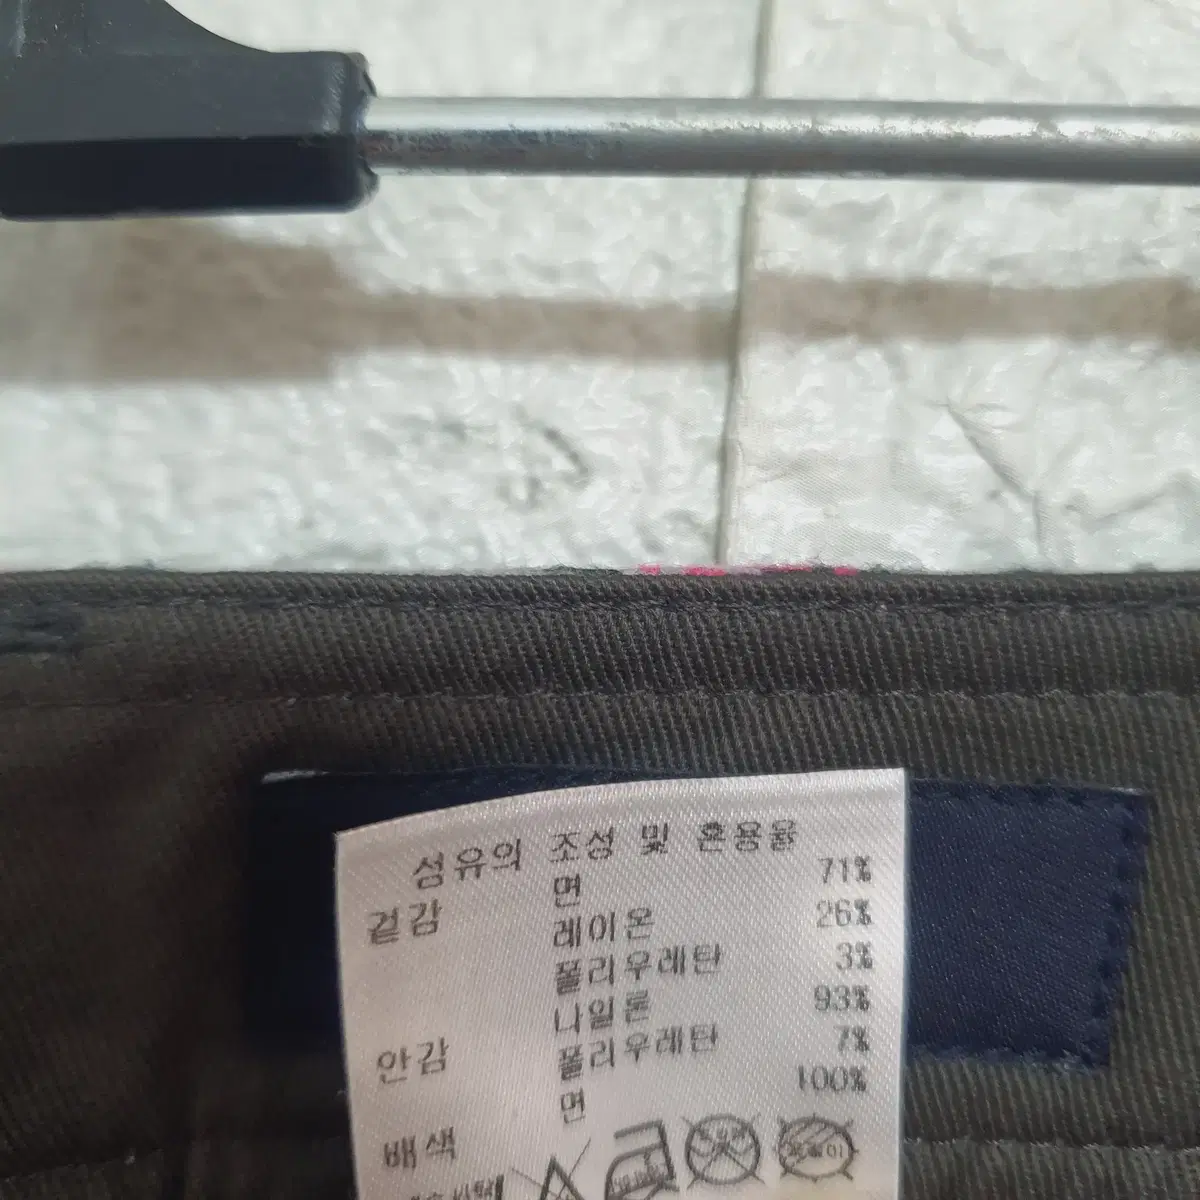 섬유의 조성 및 혼용율
겉감 면 71%
레이온 26%
폴리우레탄 3%
안감 나일론 93%
폴리우레탄 7%
배색 면 100%